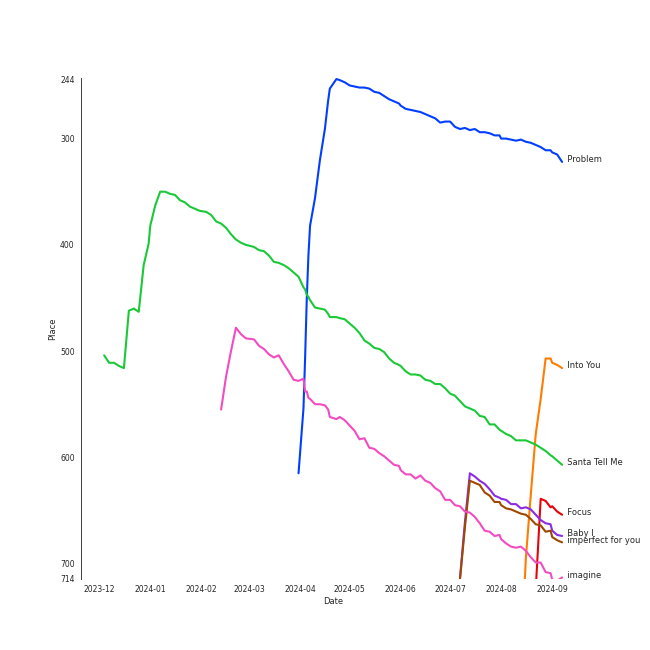 244
300
400
500
600
700
714
Place
2023-12 2024-01 2024-02 2024-03 2024-04 2024-05 2024-06 2024-07 2024-08 2024-09
Date
Problem
Into You
Santa Tell Me
Focus
Baby I
imperfect for you
imagine